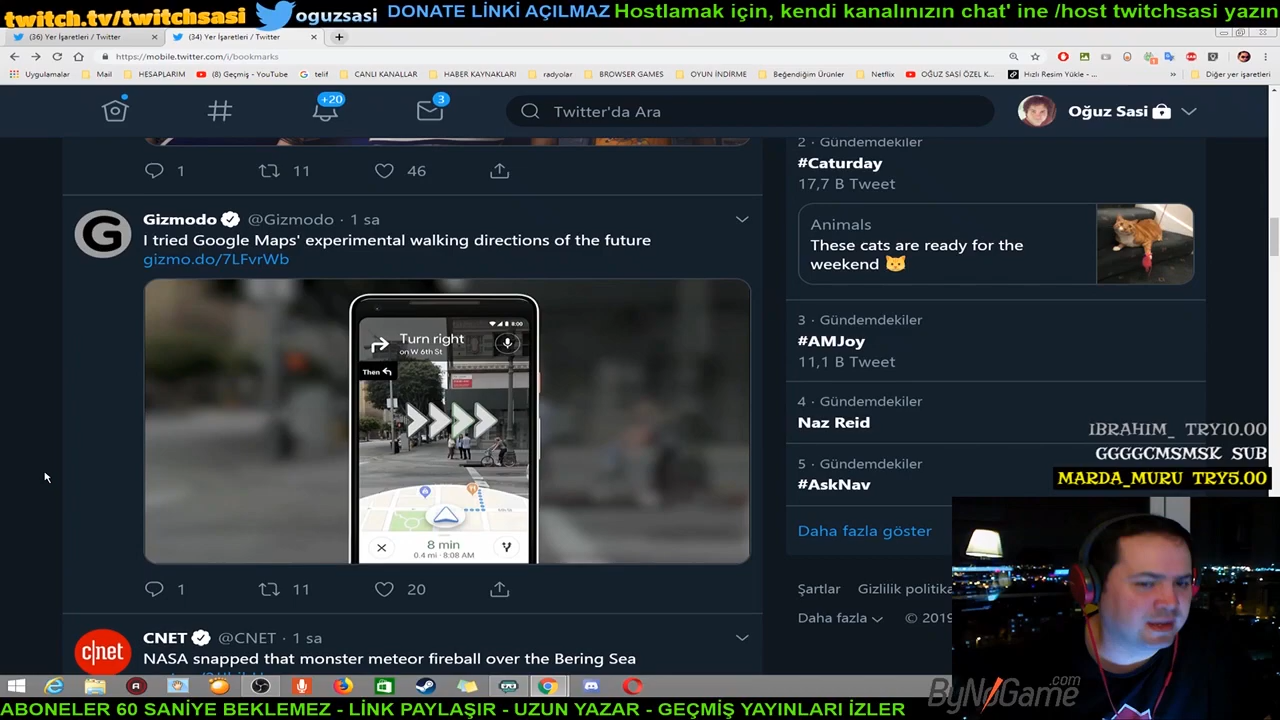 twitch.tv/twitchsasi oguzsasi DONATE LİNKİ AÇILMAZ Hostlamak için, kendi kanalınızın chat' ine /host twitchsasi yazın
(36) Yer İşaretleri / Twitter
(34) Yer İşaretleri / Twitter
https://mobile.twitter.com/i/bookmarks
Uygulamalar Mail HESAPLARIM (8) Geçmiş - YouTube telif CANLI KANALLAR HABER KAYNAKLARI radyolar BROWSER GAMES OYUN İNDİRME Beğendiğim Ürünler Netflix OĞUZ SASİ ÖZEL K... Hızlı Resim Yükle - ... Diğer yer işaretleri
+20
3
Twitter'da Ara
Oğuz Sasi
1 11 46
Gizmodo @Gizmodo · 1 sa
I tried Google Maps' experimental walking directions of the future
gizmo.do/7LFvrWb
8:00
Turn right
on W 6th St
Then
8 min
0.4 mi · 8:08 AM
1 11 20
CNET @CNET · 1 sa
c|net
NASA snapped that monster meteor fireball over the Bering Sea
2 · Gündemdekiler
#Caturday
17,7 B Tweet
Animals
These cats are ready for the
weekend 😺
3 · Gündemdekiler
#AMJoy
11,1 B Tweet
4 · Gündemdekiler
Naz Reid
5 · Gündemdekiler
#AskNav
Daha fazla göster
Şartlar Gizlilik politika
Daha fazla © 2019
IBRAHIM_ TRY10.00
GGGGCMSMSK SUB
MARDA_MURU TRY5.00
ByNoGame.com
ABONELER 60 SANİYE BEKLEMEZ - LİNK PAYLAŞIR - UZUN YAZAR - GEÇMİŞ YAYINLARI İZLER